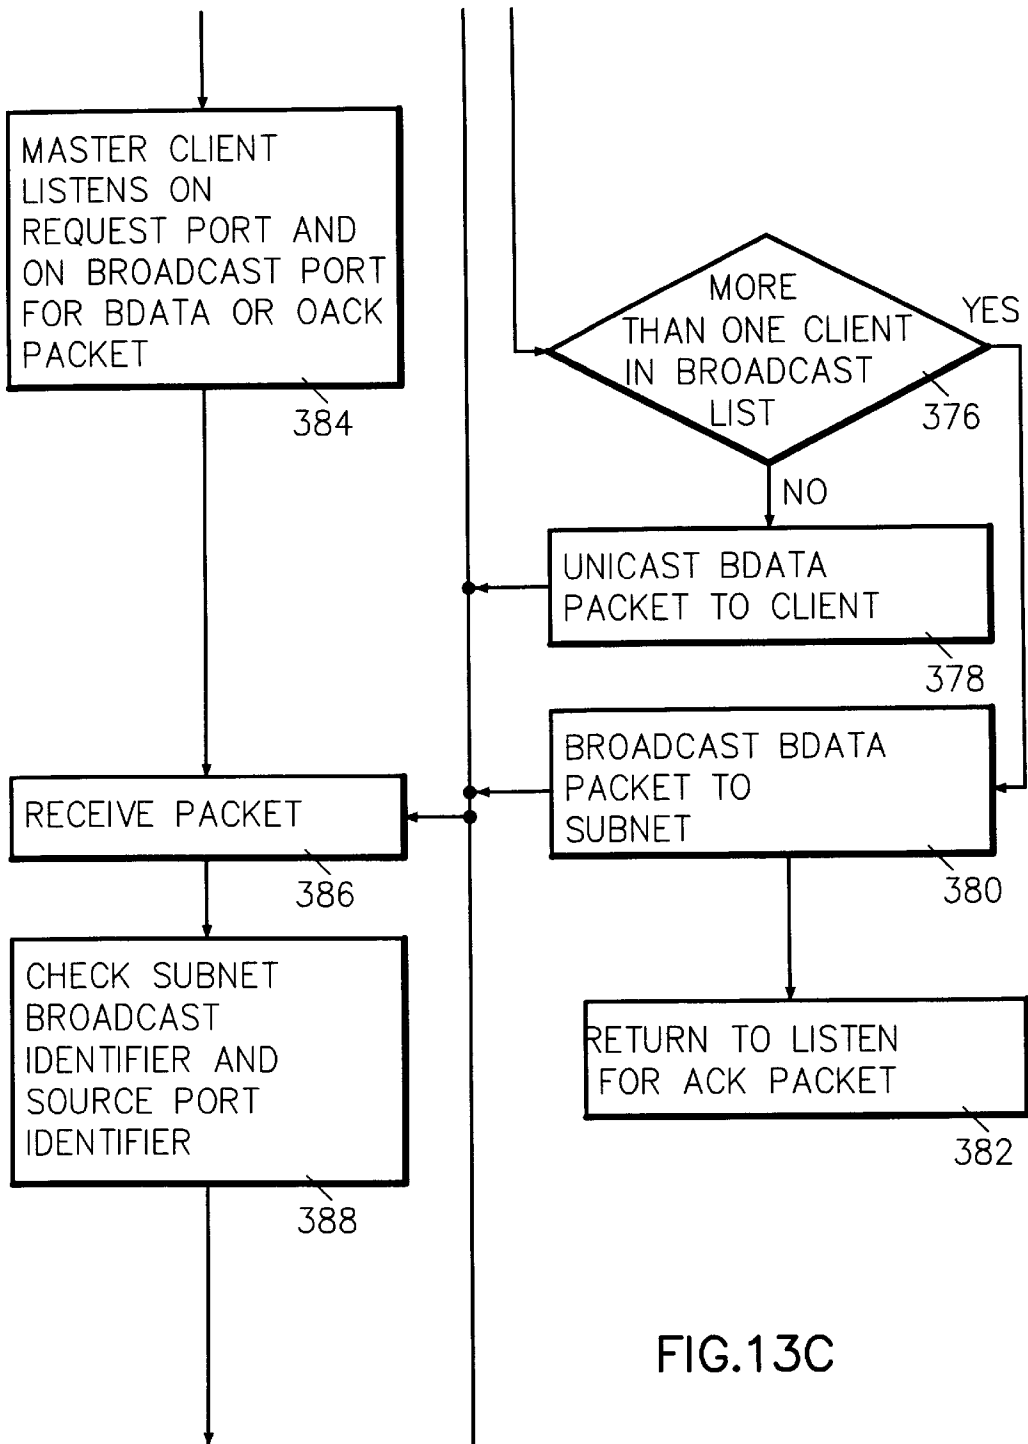 MASTER CLIENT
LISTENS ON
REQUEST PORT AND
ON BROADCAST PORT
FOR BDATA OR OACK
PACKET
384
MORE
THAN ONE CLIENT
IN BROADCAST
LIST
376
YES
NO
UNICAST BDATA
PACKET TO CLIENT
378
BROADCAST BDATA
PACKET TO
SUBNET
380
RECEIVE PACKET
386
CHECK SUBNET
BROADCAST
IDENTIFIER AND
SOURCE PORT
IDENTIFIER
388
RETURN TO LISTEN
FOR ACK PACKET
382
FIG.13C